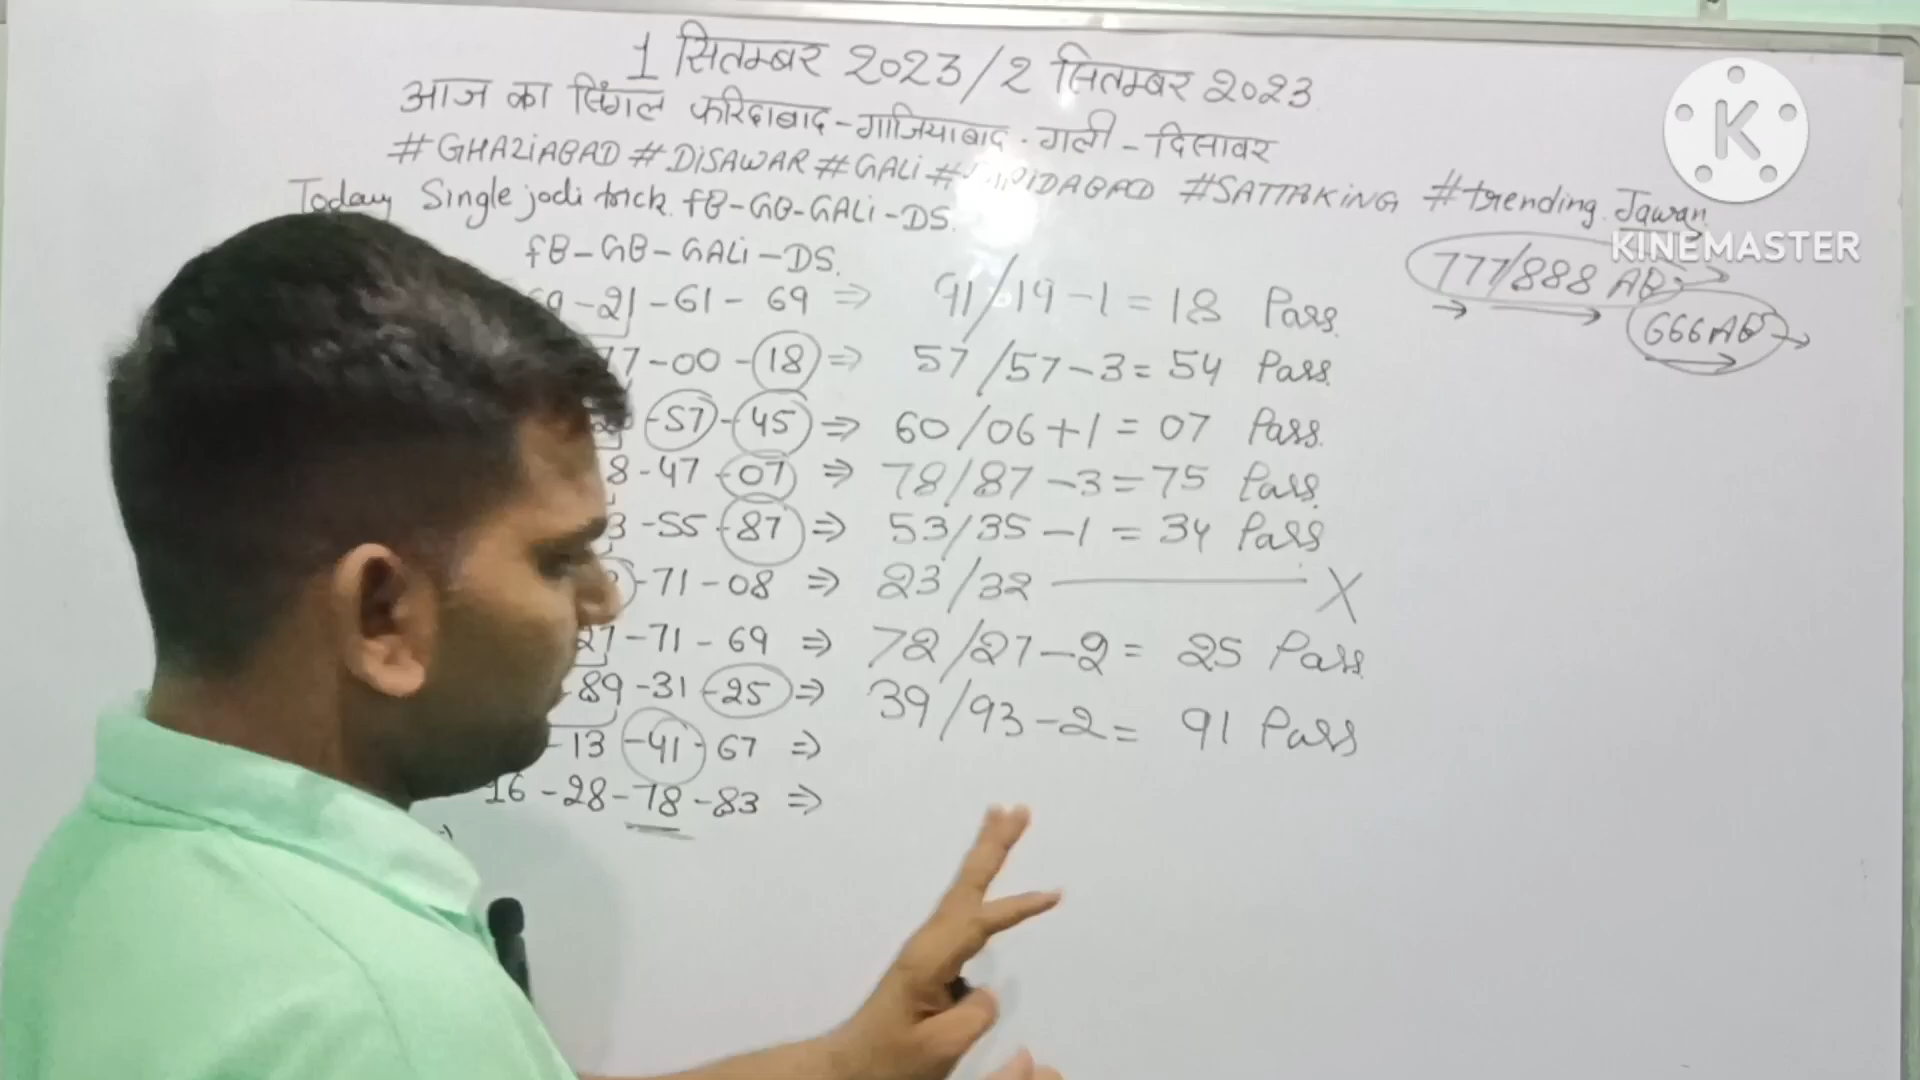 1 सितम्बर 2023/2 सितम्बर 2023
आज का सिंगल फरिदाबाद-गाजियाबाद-गली-दिसावर
#GHAZiABAD #DiSAWAR #GALi # #SATTAKiNG #trending Jawan
Today Single jodi trick. fB-GB-GALi-DS.
KINEMASTER
fB-GB-GALi-DS.
777/888 AB
666AB
-21-61-69 ⇒ 91/19-1=18 Pass.
-00-18 ⇒ 57/57-3=54 Pass.
-57-45 ⇒ 60/06+1=07 Pass.
8-47-07 ⇒ 78/87-3=75 Pass.
3-55-87 ⇒ 53/35-1=34 Pass
-71-08 ⇒ 23/32 X
27-71-69 ⇒ 72/27-2=25 Pass
-89-31-25 ⇒ 39/93-2=91 Pass
-13-41-67 ⇒
16-28-78-83 ⇒